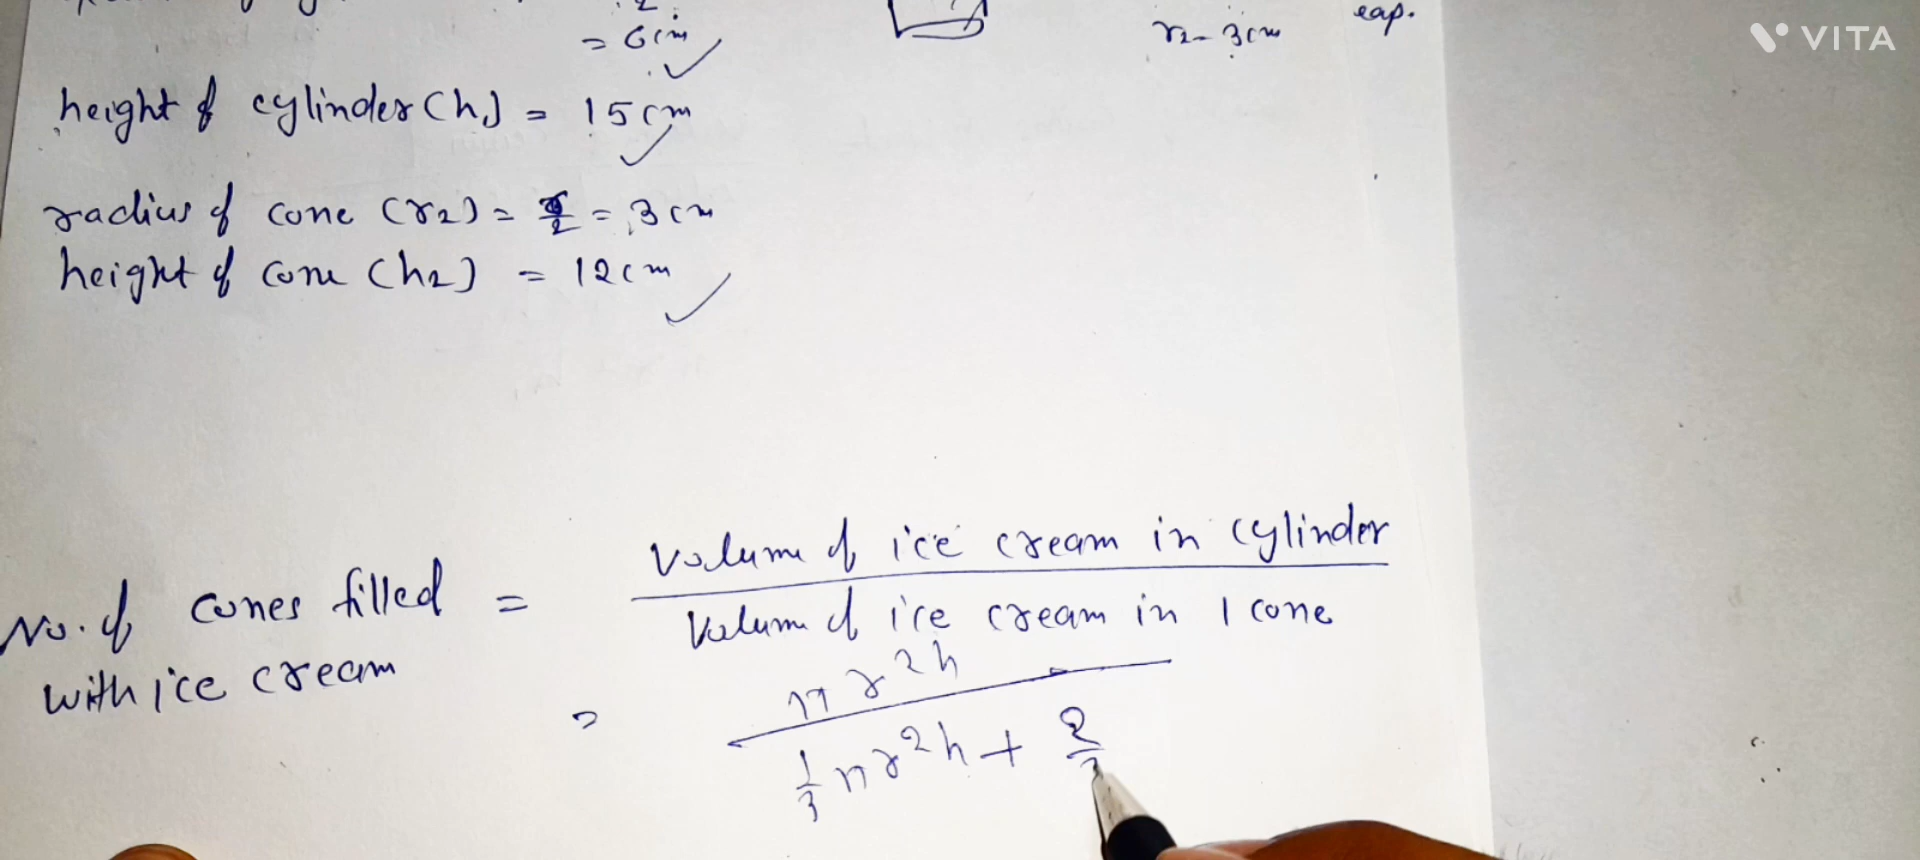 = 6cm
r2 - 3cm
cap.
VITA
height of cylinder (h) = 15cm
radius of cone (r2) = 6/2 = 3cm
height of cone (h2) = 12cm
No. of cones filled with ice cream = Volume of ice cream in cylinder / Volume of ice cream in 1 cone
= πr²h / 1/3 πr²h + 2/3